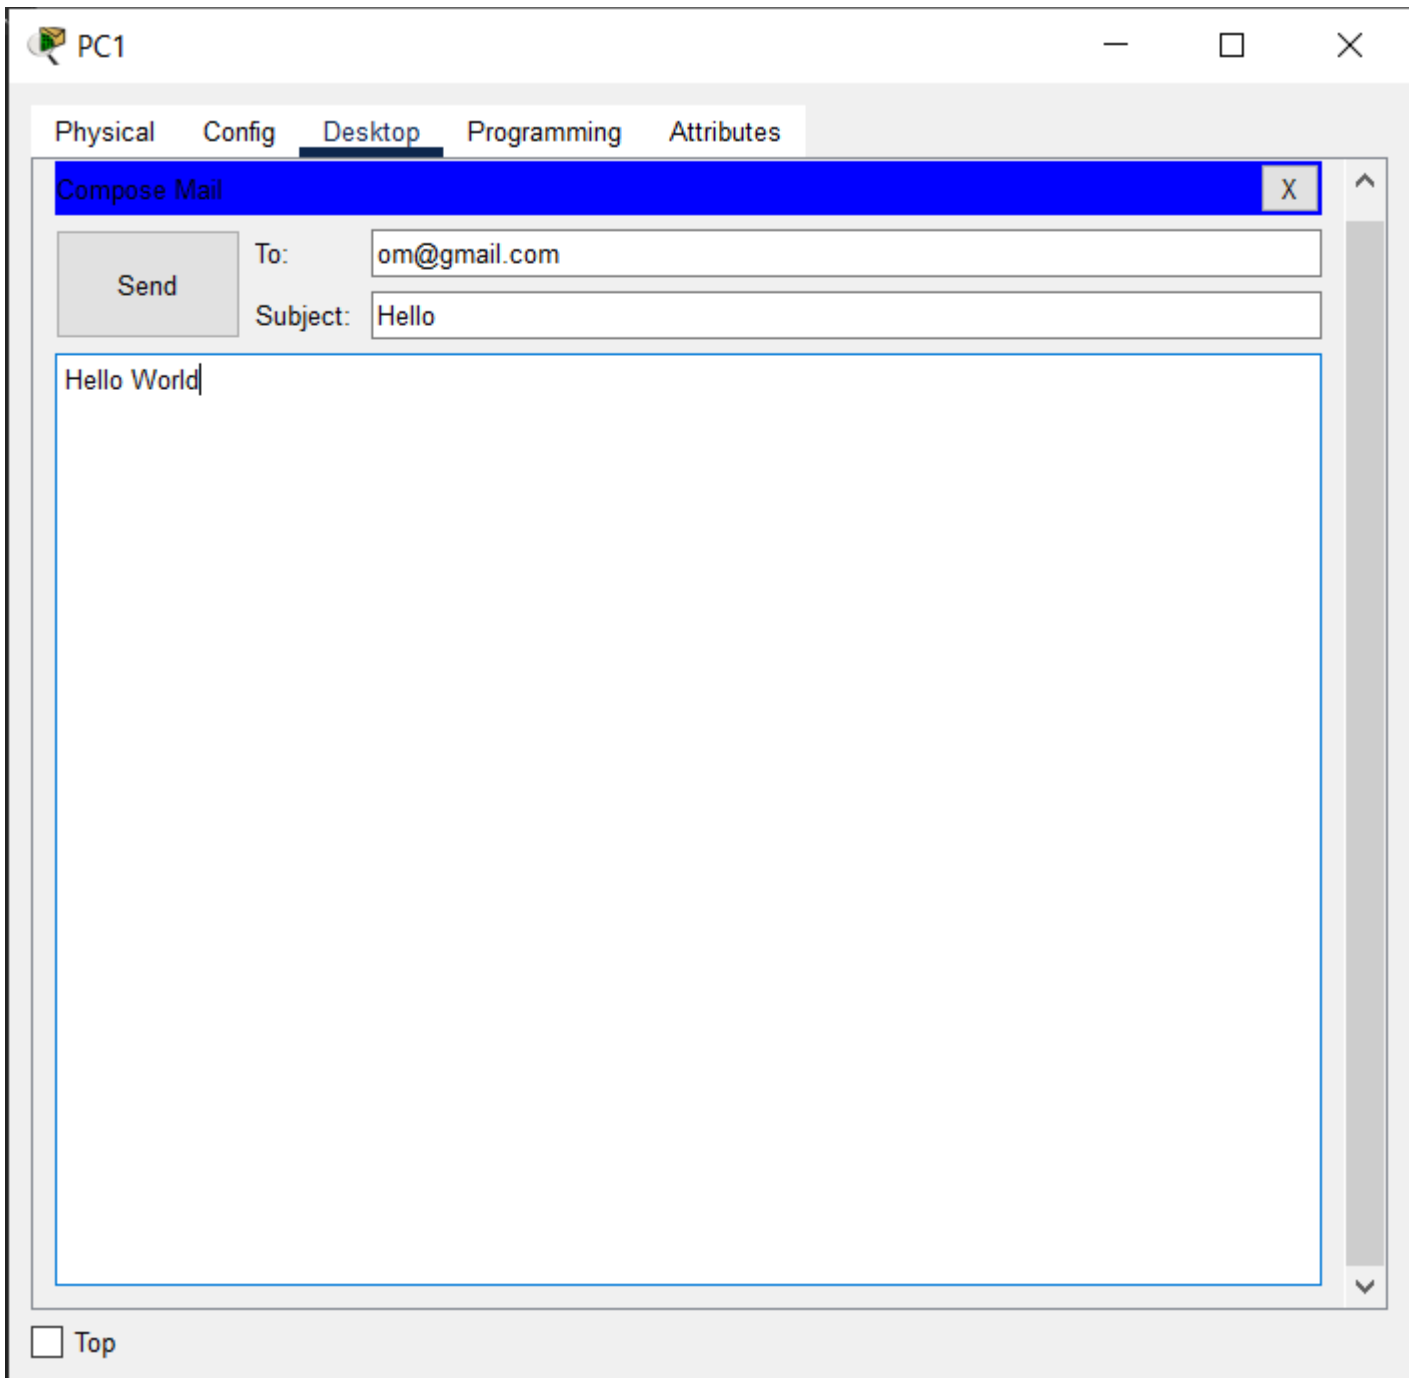 PC1
Physical Config Desktop Programming Attributes
Compose Mail X
Send
To: om@gmail.com
Subject: Hello
Hello World
Top